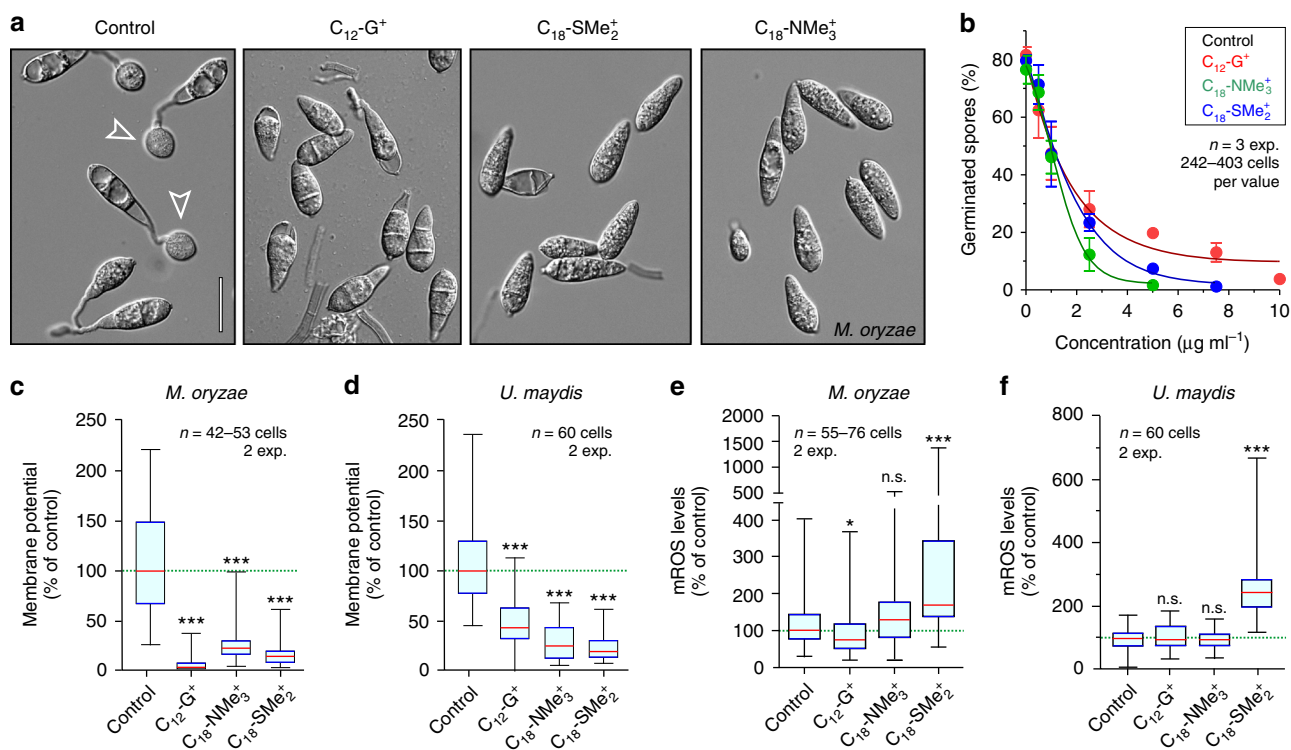 a
Control
C₁₂-G⁺
C₁₈-SMe₂⁺
C₁₈-NMe₃⁺
M. oryzae
b
Germinated spores (%)
80
60
40
20
0
0 2 4 6 8 10
Concentration (µg ml⁻¹)
Control
C₁₂-G⁺
C₁₈-NMe₃⁺
C₁₈-SMe₂⁺
n = 3 exp.
242–403 cells
per value
c
M. oryzae
Membrane potential
(% of control)
250
200
150
100
50
0
n = 42–53 cells
2 exp.
***
***
***
Control
C₁₂-G⁺
C₁₈-NMe₃⁺
C₁₈-SMe₂⁺
d
U. maydis
Membrane potential
(% of control)
250
200
150
100
50
0
n = 60 cells
2 exp.
***
***
***
Control
C₁₂-G⁺
C₁₈-NMe₃⁺
C₁₈-SMe₂⁺
e
M. oryzae
mROS levels
(% of control)
2000
1500
1000
500
400
300
200
100
0
n = 55–76 cells
2 exp.
*
n.s.
***
Control
C₁₂-G⁺
C₁₈-NMe₃⁺
C₁₈-SMe₂⁺
f
U. maydis
mROS levels
(% of control)
800
600
400
200
0
n = 60 cells
2 exp.
n.s.
n.s.
***
Control
C₁₂-G⁺
C₁₈-NMe₃⁺
C₁₈-SMe₂⁺